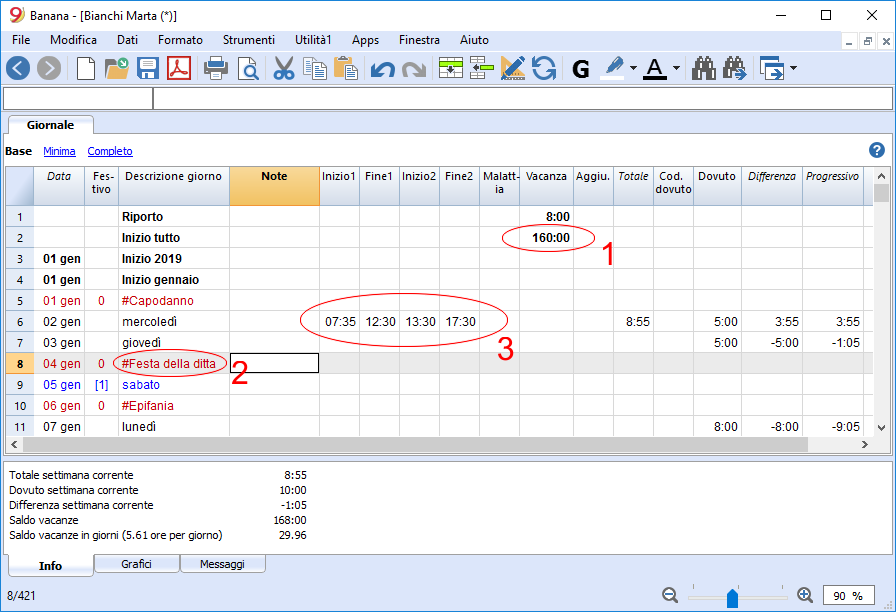 Banana - [Bianchi Marta (*)]
File Modifica Dati Formato Strumenti Utilità1 Apps Finestra Aiuto
G A
Giornale
Base Minima Completo
Data Fes-tivo Descrizione giorno Note Inizio1 Fine1 Inizio2 Fine2 Malatt-ia Vacanza Aggiu. Totale Cod. dovuto Dovuto Differenza Progressivo
1 Riporto 8:00
2 Inizio tutto 160:00
1
3 01 gen Inizio 2019
4 01 gen Inizio gennaio
5 01 gen 0 #Capodanno
6 02 gen mercoledì 07:35 12:30 13:30 17:30 8:55 5:00 3:55 3:55
7 03 gen giovedì 5:00 -5:00 -1:05
3
8 04 gen 0 #Festa della ditta
2
9 05 gen [1] sabato
10 06 gen 0 #Epifania
11 07 gen lunedì 8:00 -8:00 -9:05
Totale settimana corrente 8:55
Dovuto settimana corrente 10:00
Differenza settimana corrente -1:05
Saldo vacanze 168:00
Saldo vacanze in giorni (5.61 ore per giorno) 29.96
Info Grafici Messaggi
8/421 90 %